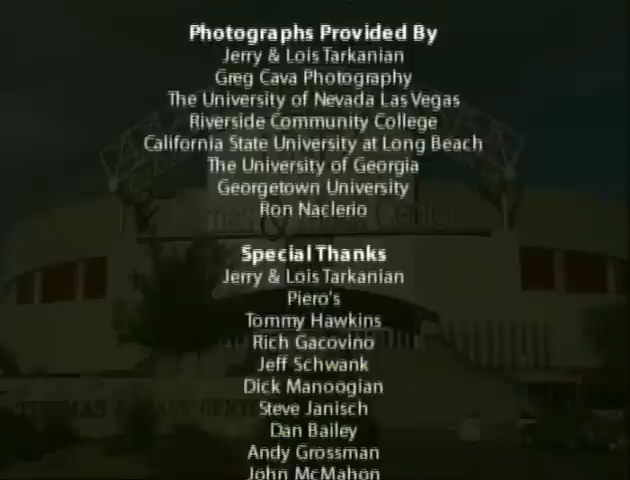 Photographs Provided By
Jerry & Lois Tarkanian
Greg Cava Photography
The University of Nevada Las Vegas
Riverside Community College
California State University at Long Beach
The University of Georgia
Georgetown University
Ron Naclerio
Special Thanks
Jerry & Lois Tarkanian
Piero's
Tommy Hawkins
Rich Gacovino
Jeff Schwank
Dick Manoogian
Steve Janisch
Dan Bailey
Andy Grossman
John McMahon